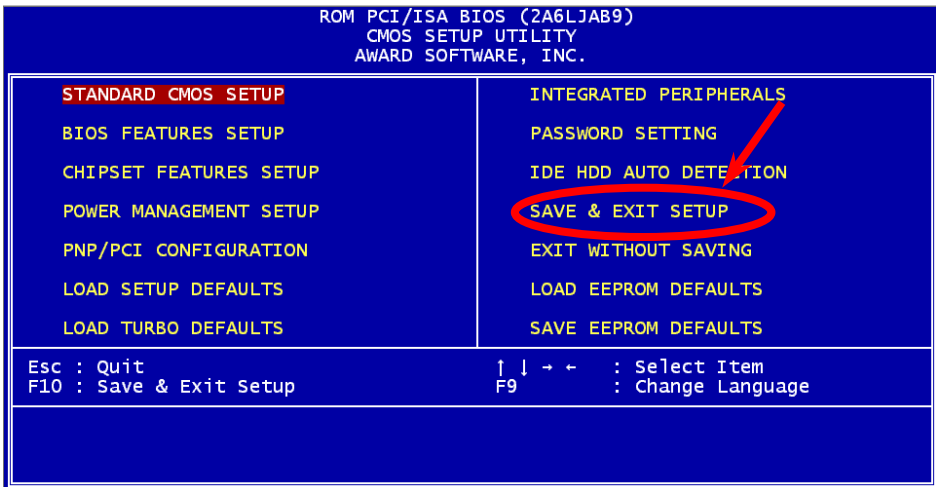 ROM PCI/ISA BIOS (2A6LJAB9)
CMOS SETUP UTILITY
AWARD SOFTWARE, INC.
STANDARD CMOS SETUP
BIOS FEATURES SETUP
CHIPSET FEATURES SETUP
POWER MANAGEMENT SETUP
PNP/PCI CONFIGURATION
LOAD SETUP DEFAULTS
LOAD TURBO DEFAULTS
INTEGRATED PERIPHERALS
PASSWORD SETTING
IDE HDD AUTO DETECTION
SAVE & EXIT SETUP
EXIT WITHOUT SAVING
LOAD EEPROM DEFAULTS
SAVE EEPROM DEFAULTS
Esc : Quit
F10 : Save & Exit Setup
↑ ↓ → ← : Select Item
F9 : Change Language